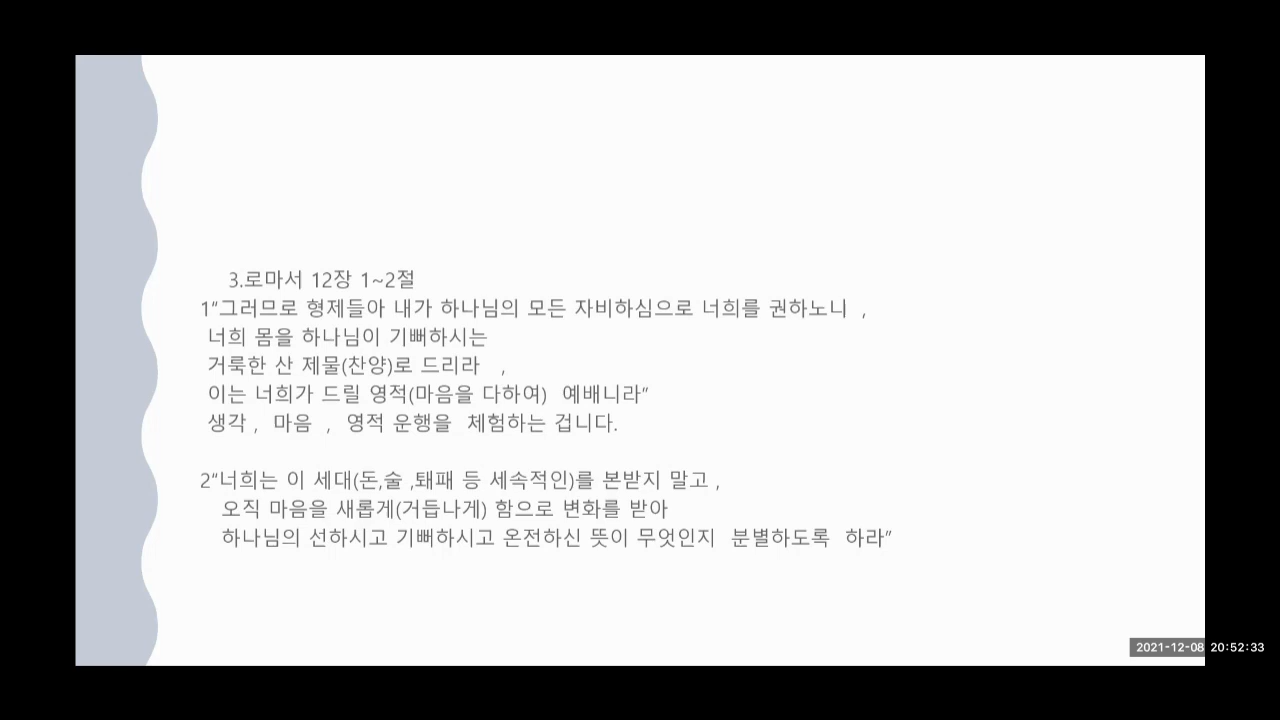 3.로마서 12장 1~2절
1“그러므로 형제들아 내가 하나님의 모든 자비하심으로 너희를 권하노니 ,
너희 몸을 하나님이 기뻐하시는
거룩한 산 제물(찬양)로 드리라 ,
이는 너희가 드릴 영적(마음을 다하여) 예배니라”
생각 , 마음 , 영적 운행을 체험하는 겁니다.
2“너희는 이 세대(돈,술 ,퇘패 등 세속적인)를 본받지 말고 ,
오직 마음을 새롭게(거듭나게) 함으로 변화를 받아
하나님의 선하시고 기뻐하시고 온전하신 뜻이 무엇인지 분별하도록 하라”
2021-12-08 20:52:33